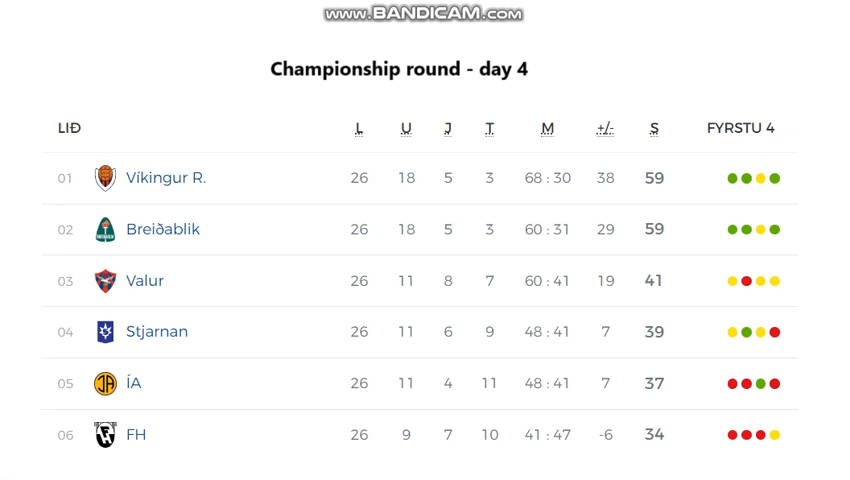 www.BANDICAM.com
Championship round - day 4
LIÐ L U J T M +/- S FYRSTU 4
01 Víkingur R. 26 18 5 3 68 : 30 38 59
02 Breiðablik 26 18 5 3 60 : 31 29 59
03 Valur 26 11 8 7 60 : 41 19 41
04 Stjarnan 26 11 6 9 48 : 41 7 39
05 ÍA 26 11 4 11 48 : 41 7 37
06 FH 26 9 7 10 41 : 47 -6 34